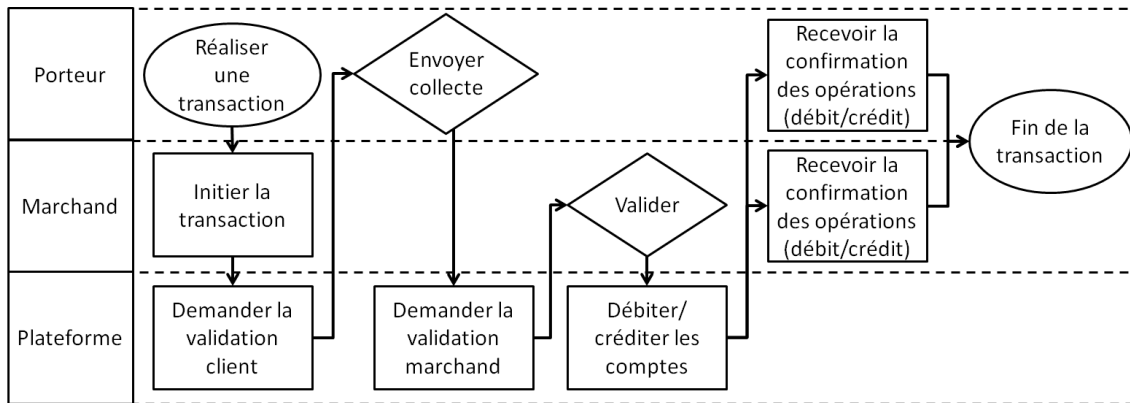 Porteur
Réaliser
une
transaction
Envoyer
collecte
Recevoir la
confirmation
des opérations
(débit/crédit)
Fin de la
transaction
Marchand
Initier la
transaction
Valider
Recevoir la
confirmation
des opérations
(débit/crédit)
Plateforme
Demander la
validation
client
Demander la
validation
marchand
Débiter/
créditer les
comptes